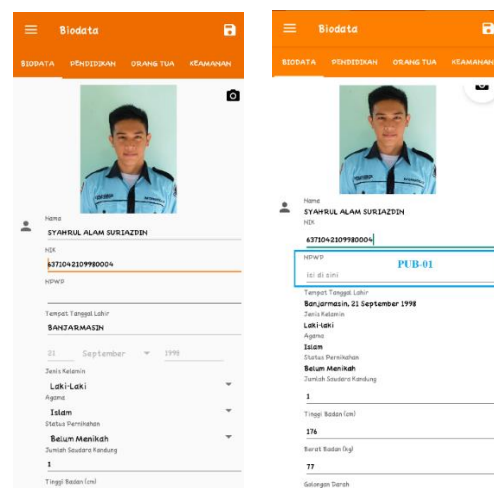 Biodata
BIODATA PENDIDIKAN ORANG TUA KEAMANAN
Nama
SYAHRUL ALAM SURIAZDIN
NIK
6371042109980004
NPWP
Tempat Tanggal Lahir
BANJARMASIN
21 September 1998
Jenis Kelamin
Laki-Laki
Agama
Islam
Status Pernikahan
Belum Menikah
Jumlah Saudara Kandung
1
Tinggi Badan (cm)
Biodata
BIODATA PENDIDIKAN ORANG TUA KEAMANAN
Nama
SYAHRUL ALAM SURIAZDIN
NIK
6371042109980004
NPWP
PUB-01
isi di sini
Tempat Tanggal Lahir
Banjarmasin, 21 September 1998
Jenis Kelamin
Laki-laki
Agama
Islam
Status Pernikahan
Belum Menikah
Jumlah Saudara Kandung
1
Tinggi Badan (cm)
176
Berat Badan (kg)
77
Golongan Darah